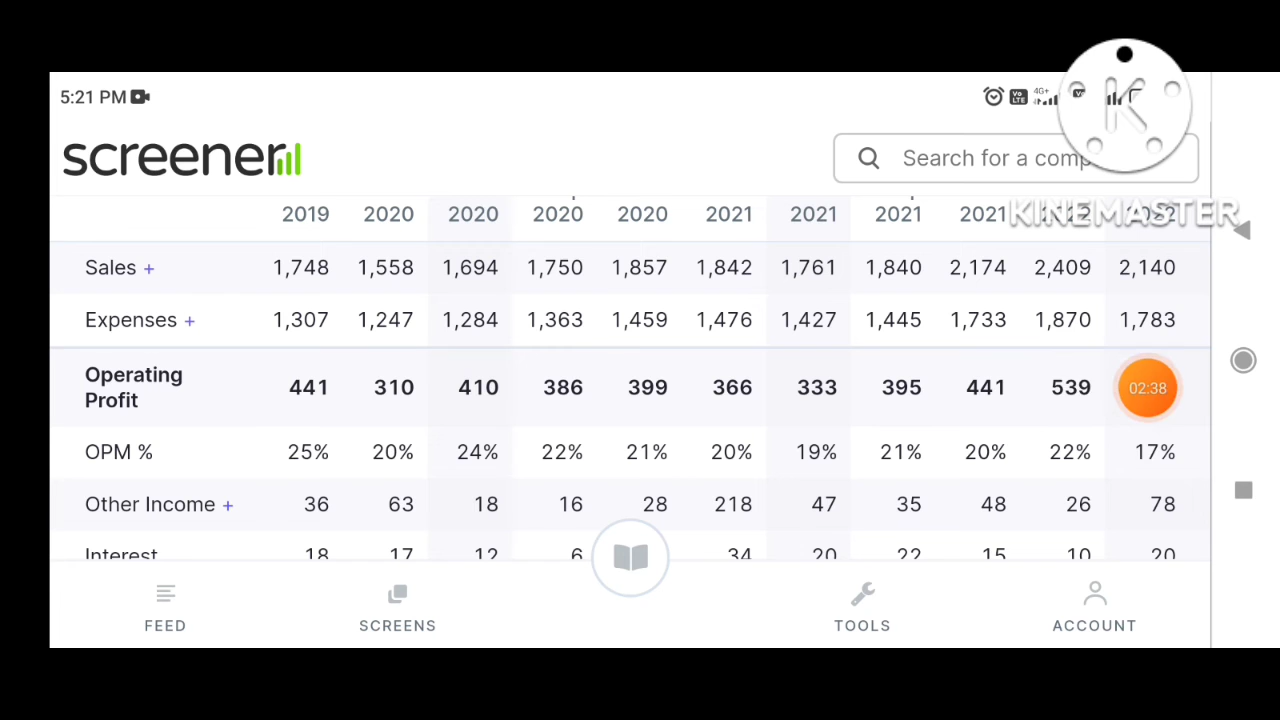 5:21 PM
Vo LTE 4G+
screener
Search for a comp
KINEMASTER
2019 2020 2020 2020 2020 2021 2021 2021 2021
Sales + 1,748 1,558 1,694 1,750 1,857 1,842 1,761 1,840 2,174 2,409 2,140
Expenses + 1,307 1,247 1,284 1,363 1,459 1,476 1,427 1,445 1,733 1,870 1,783
Operating
Profit 441 310 410 386 399 366 333 395 441 539 02:38
OPM % 25% 20% 24% 22% 21% 20% 19% 21% 20% 22% 17%
Other Income + 36 63 18 16 28 218 47 35 48 26 78
Interest 18 17 12 6 34 20 22 15 10 20
FEED SCREENS TOOLS ACCOUNT